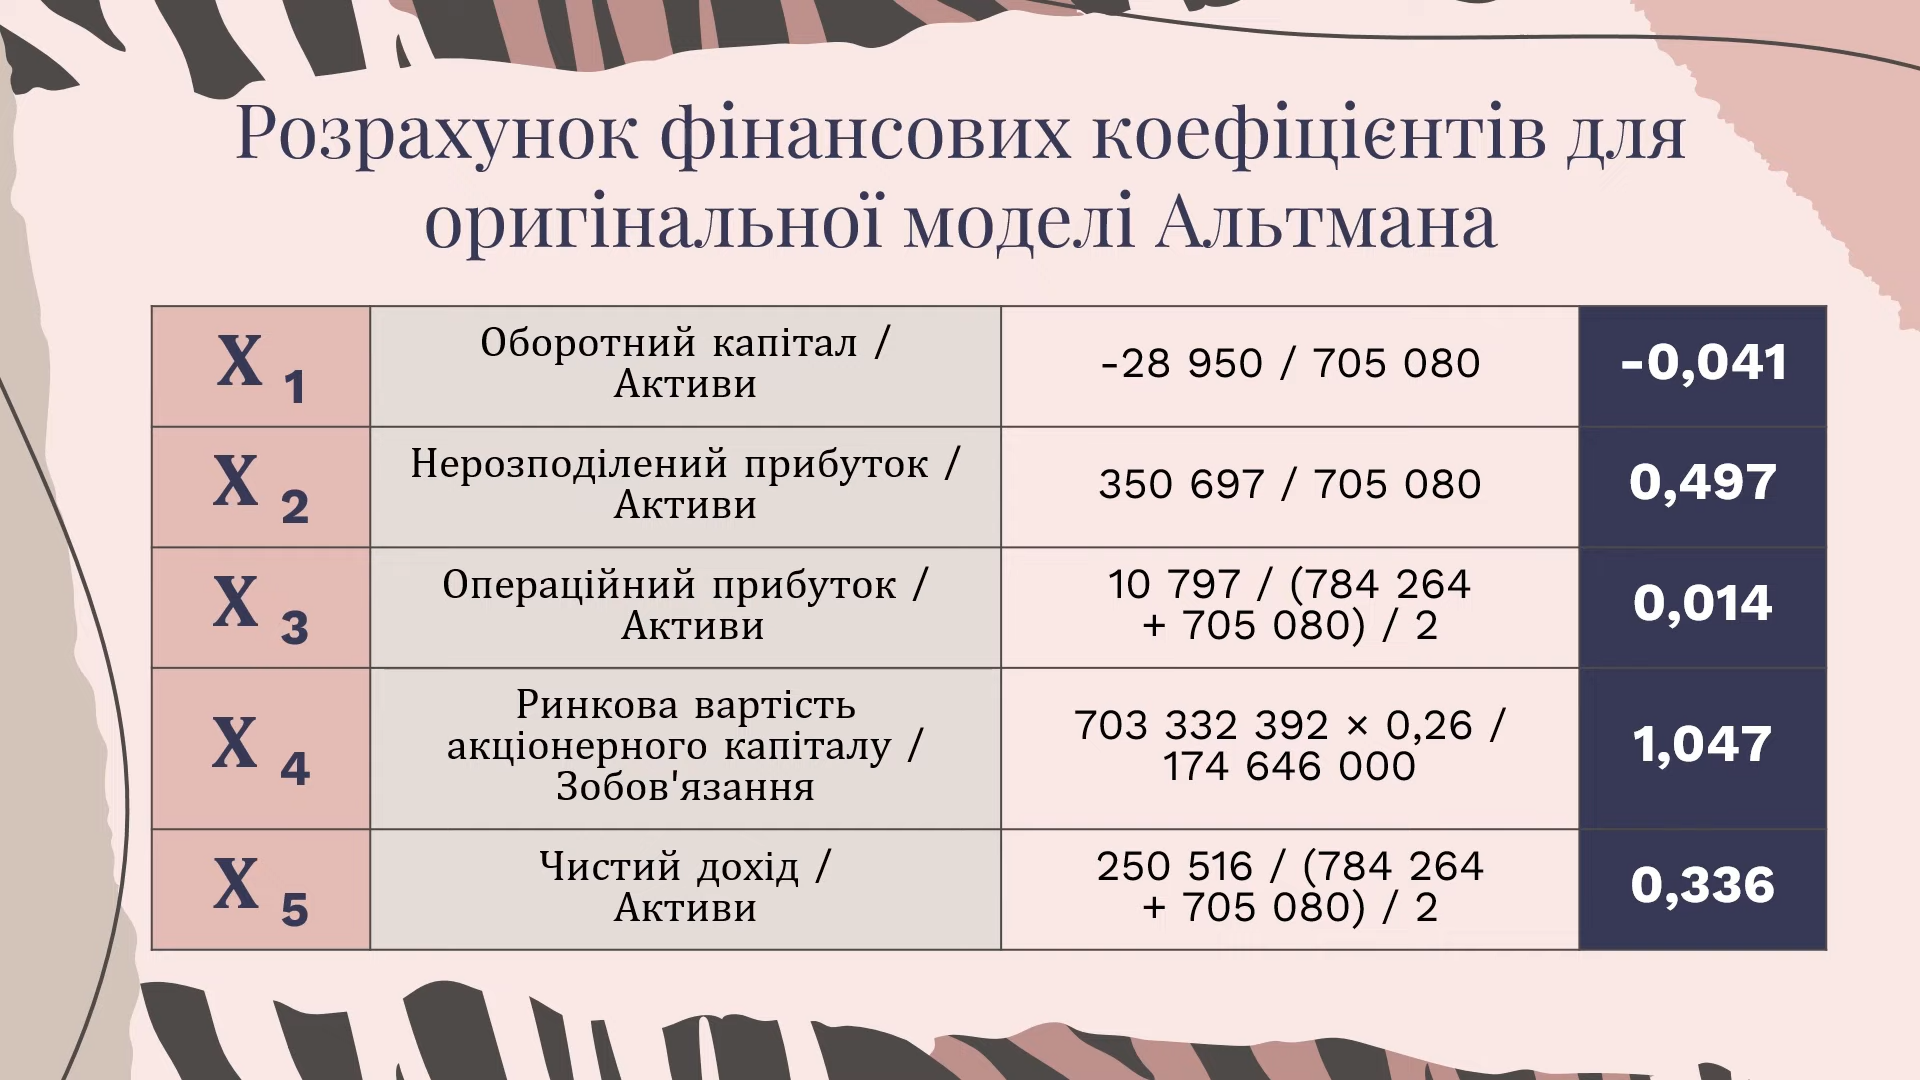 Розрахунок фінансових коефіцієнтів для
оригінальної моделі Альтмана
X 1
Оборотний капітал /
Активи
-28 950 / 705 080
-0,041
X 2
Нерозподілений прибуток /
Активи
350 697 / 705 080
0,497
X 3
Операційний прибуток /
Активи
10 797 / (784 264
+ 705 080) / 2
0,014
X 4
Ринкова вартість
акціонерного капіталу /
Зобов'язання
703 332 392 × 0,26 /
174 646 000
1,047
X 5
Чистий дохід /
Активи
250 516 / (784 264
+ 705 080) / 2
0,336